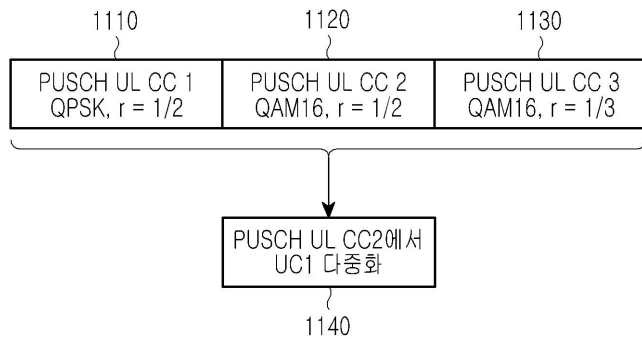 1110 1120 1130
PUSCH UL CC 1 PUSCH UL CC 2 PUSCH UL CC 3
QPSK, r = 1/2 QAM16, r = 1/2 QAM16, r = 1/3
PUSCH UL CC2에서
UC1 다중화
1140